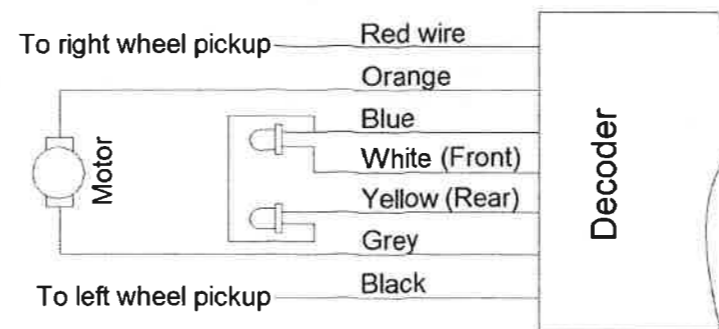 To right wheel pickup
Red wire
Orange
Blue
White (Front)
Yellow (Rear)
Grey
Black
To left wheel pickup
Motor
Decoder